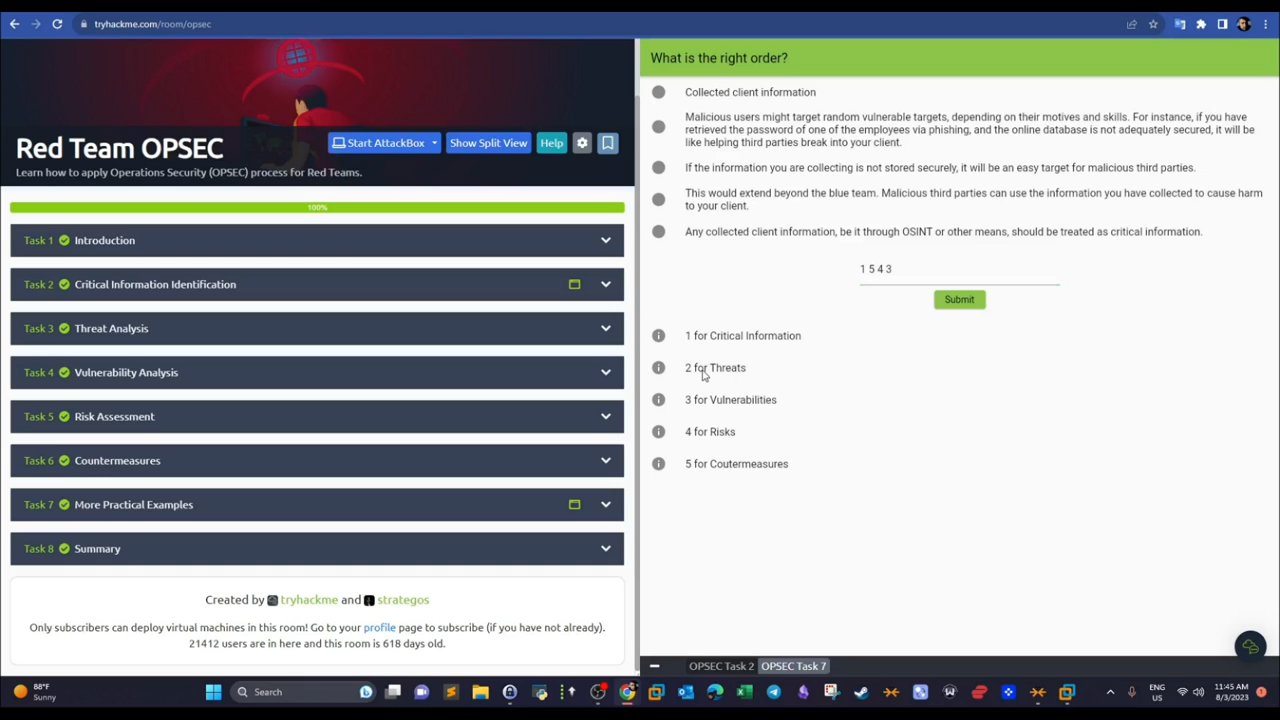 tryhackme.com/room/opsec
Red Team OPSEC
Start AttackBox
Show Split View
Help
Learn how to apply Operations Security (OPSEC) process for Red Teams.
100%
Task 1 Introduction
Task 2 Critical Information Identification
Task 3 Threat Analysis
Task 4 Vulnerability Analysis
Task 5 Risk Assessment
Task 6 Countermeasures
Task 7 More Practical Examples
Task 8 Summary
Created by tryhackme and strategos
Only subscribers can deploy virtual machines in this room! Go to your profile page to subscribe (if you have not already).
21412 users are in here and this room is 618 days old.
What is the right order?
Collected client information
Malicious users might target random vulnerable targets, depending on their motives and skills. For instance, if you have
retrieved the password of one of the employees via phishing, and the online database is not adequately secured, it will be
like helping third parties break into your client.
If the information you are collecting is not stored securely, it will be an easy target for malicious third parties.
This would extend beyond the blue team. Malicious third parties can use the information you have collected to cause harm
to your client.
Any collected client information, be it through OSINT or other means, should be treated as critical information.
1 5 4 3
Submit
1 for Critical Information
2 for Threats
3 for Vulnerabilities
4 for Risks
5 for Coutermeasures
OPSEC Task 2 OPSEC Task 7
88°F
Sunny
Search
ENG
US
11:45 AM
8/3/2023